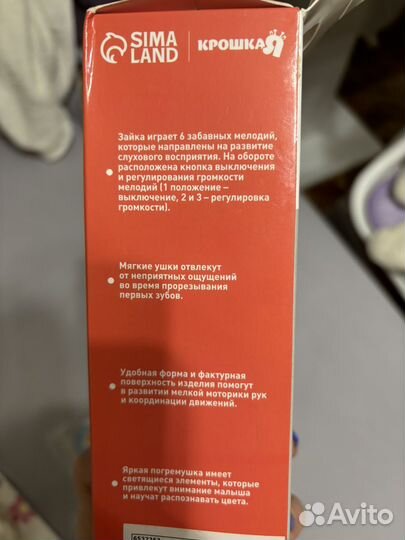 SIMA LAND
КРОШКА Я
Зайка играет 6 забавных мелодий,
которые направлены на развитие
слухового восприятия. На обороте
расположена кнопка выключения
и регулирования громкости
мелодий (1 положение –
выключение, 2 и 3 – регулировка
громкости).
Мягкие ушки отвлекут
от неприятных ощущений
во время прорезывания
первых зубов.
Удобная форма и фактурная
поверхность изделия помогут
в развитии мелкой моторики рук
и координации движений.
Яркая погремушка имеет
светящиеся элементы, которые
привлекут внимание малыша
и научат распознавать цвета.
Avito